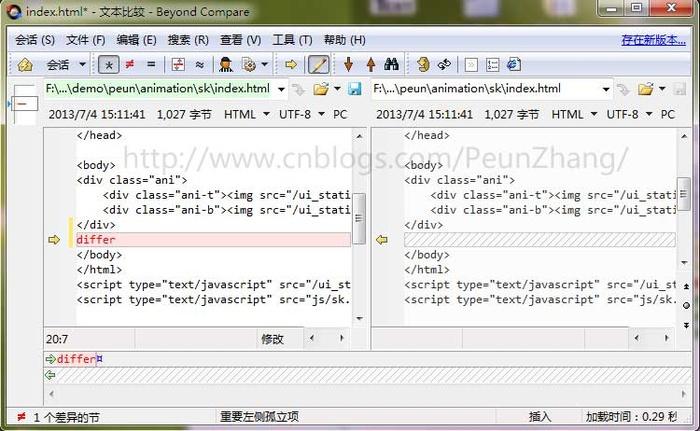 index.html* - 文本比较 - Beyond Compare
会话 (S) 文件 (F) 编辑 (E) 搜索 (R) 查看 (V) 工具 (T) 帮助 (H) 存在新版本...
会话
F:\...\demo\peun\animation\sk\index.html F:\...\peun\animation\sk\index.html
2013/7/4 15:11:41 1,027 字节 HTML UTF-8 PC 2013/7/4 15:11:41 1,027 字节 HTML UTF-8 PC
http://www.cnblogs.com/PeunZhang/
</head>
<body>
<div class="ani">
<div class="ani-t"><img src="/ui_stati
<div class="ani-b"><img src="/ui_stati
</div>
differ
</body>
</html>
<script type="text/javascript" src="/ui_st
<script type="text/javascript" src="js/sk.
</head>
<body>
<div class="ani">
<div class="ani-t"><img src="/ui_stati
<div class="ani-b"><img src="/ui_stati
</div>
</body>
</html>
<script type="text/javascript" src="/ui_st
<script type="text/javascript" src="js/sk.
20:7 修改
differ¤
≠ 1 个差异的节 重要左侧孤立项 插入 加载时间: 0.29 秒